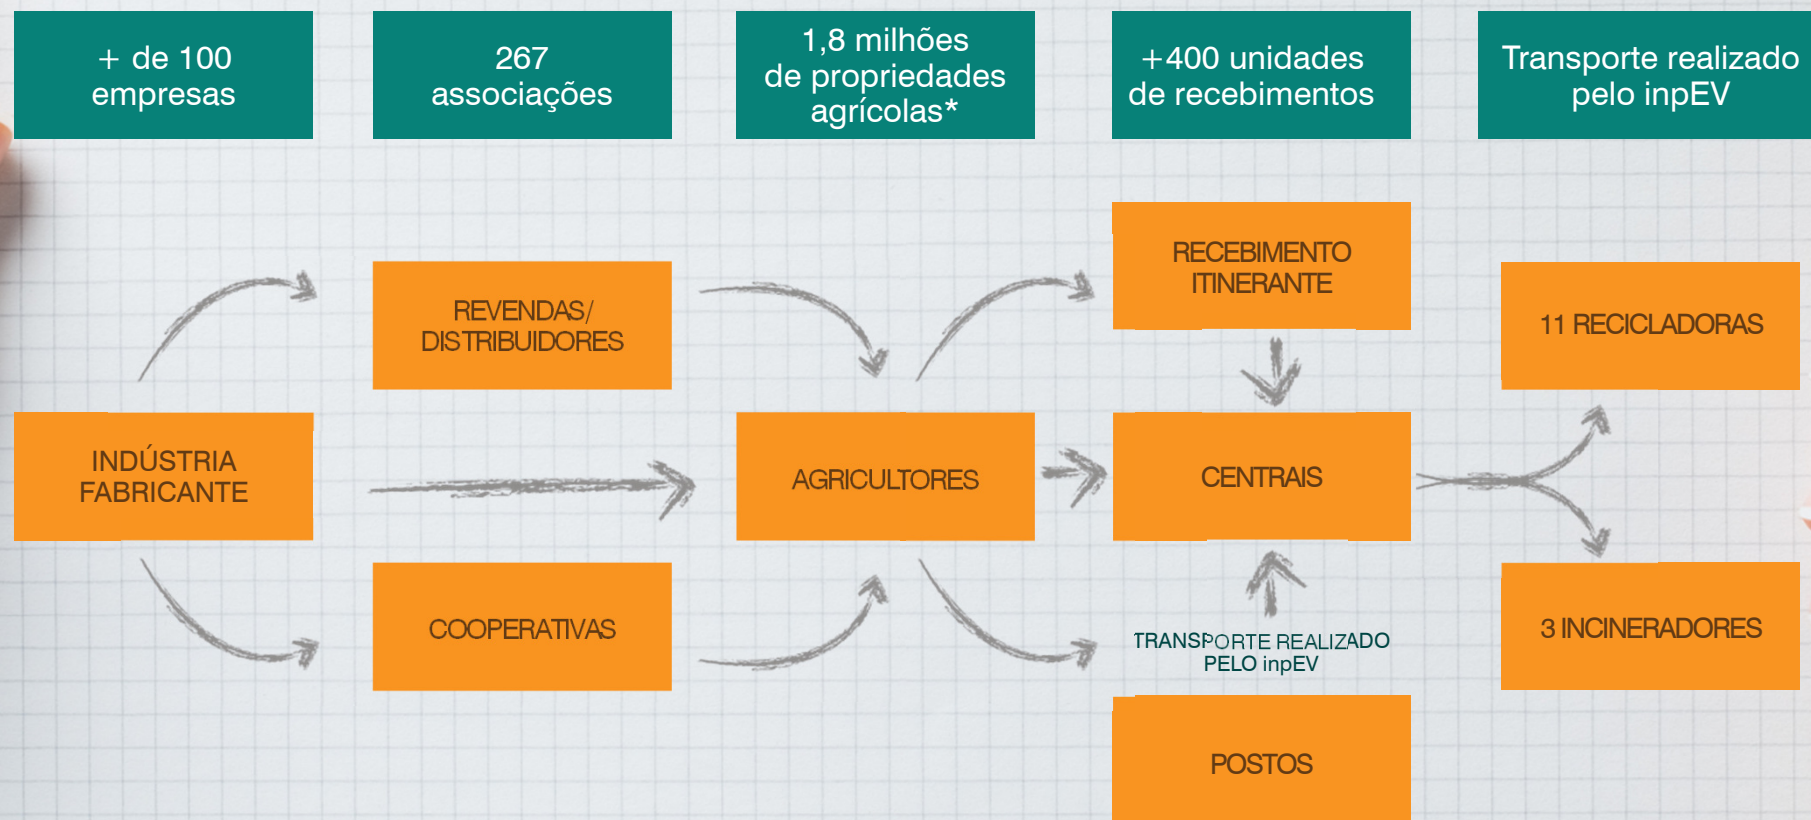 + de 100
empresas
267
associações
1,8 milhões
de propriedades
agrícolas*
+400 unidades
de recebimentos
Transporte realizado
pelo inpEV
RECEBIMENTO
ITINERANTE
REVENDAS/
DISTRIBUIDORES
11 RECICLADORAS
INDÚSTRIA
FABRICANTE
AGRICULTORES
CENTRAIS
COOPERATIVAS
TRANSPORTE REALIZADO
PELO inpEV
3 INCINERADORES
POSTOS